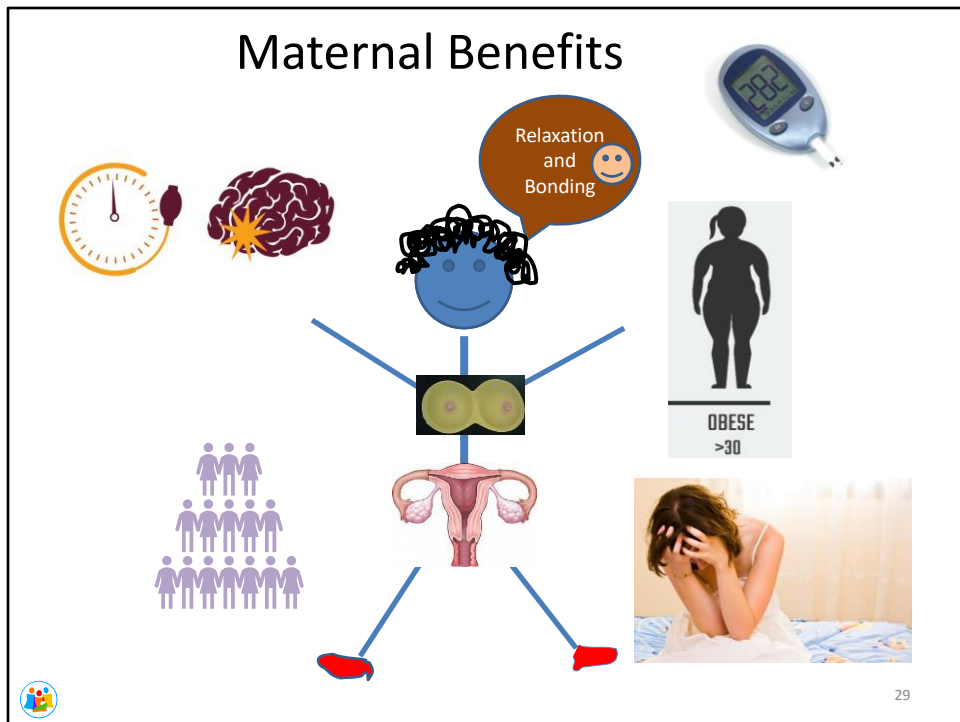 Maternal Benefits
282
Relaxation
and
Bonding
OBESE
>30
29